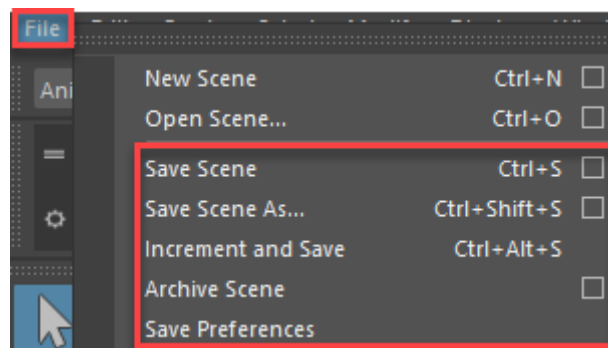 File
Ani
New Scene Ctrl+N
Open Scene... Ctrl+O
Save Scene Ctrl+S
Save Scene As... Ctrl+Shift+S
Increment and Save Ctrl+Alt+S
Archive Scene
Save Preferences